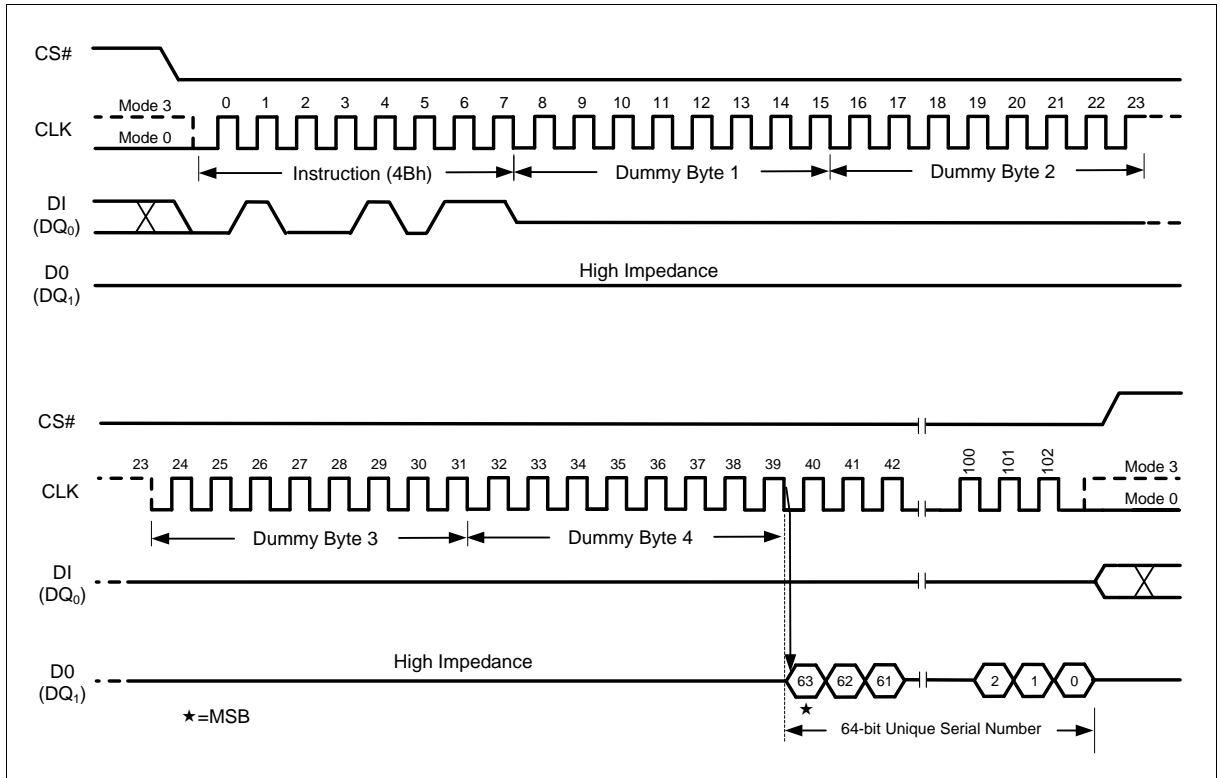 CS#
Mode 3
0 1 2 3 4 5 6 7 8 9 10 11 12 13 14 15 16 17 18 19 20 21 22 23
CLK
Mode 0
Instruction (4Bh) Dummy Byte 1 Dummy Byte 2
DI
(DQ0)
D0
(DQ1)
High Impedance
CS#
23 24 25 26 27 28 29 30 31 32 33 34 35 36 37 38 39 40 41 42 100 101 102
Mode 3
CLK
Mode 0
Dummy Byte 3 Dummy Byte 4
DI
(DQ0)
D0
(DQ1)
High Impedance
63 62 61 2 1 0
★=MSB
★
64-bit Unique Serial Number